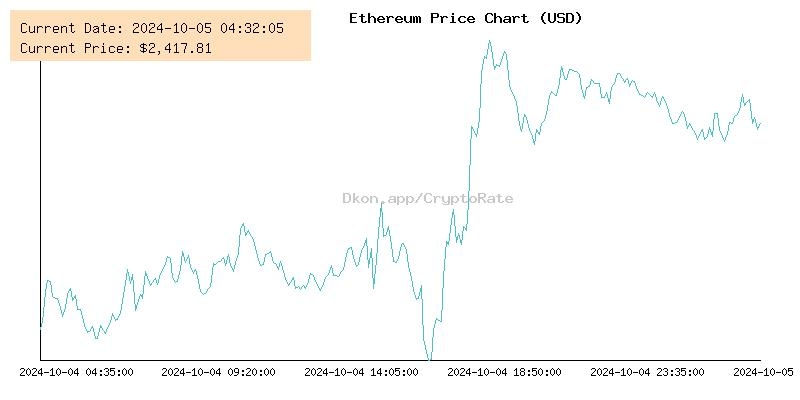 Ethereum Price Chart (USD)
Current Date: 2024-10-05 04:32:05
Current Price: $2,417.81
Dkon.app/CryptoRate
2024-10-04 04:35:00 2024-10-04 09:20:00 2024-10-04 14:05:00 2024-10-04 18:50:00 2024-10-04 23:35:00 2024-10-05